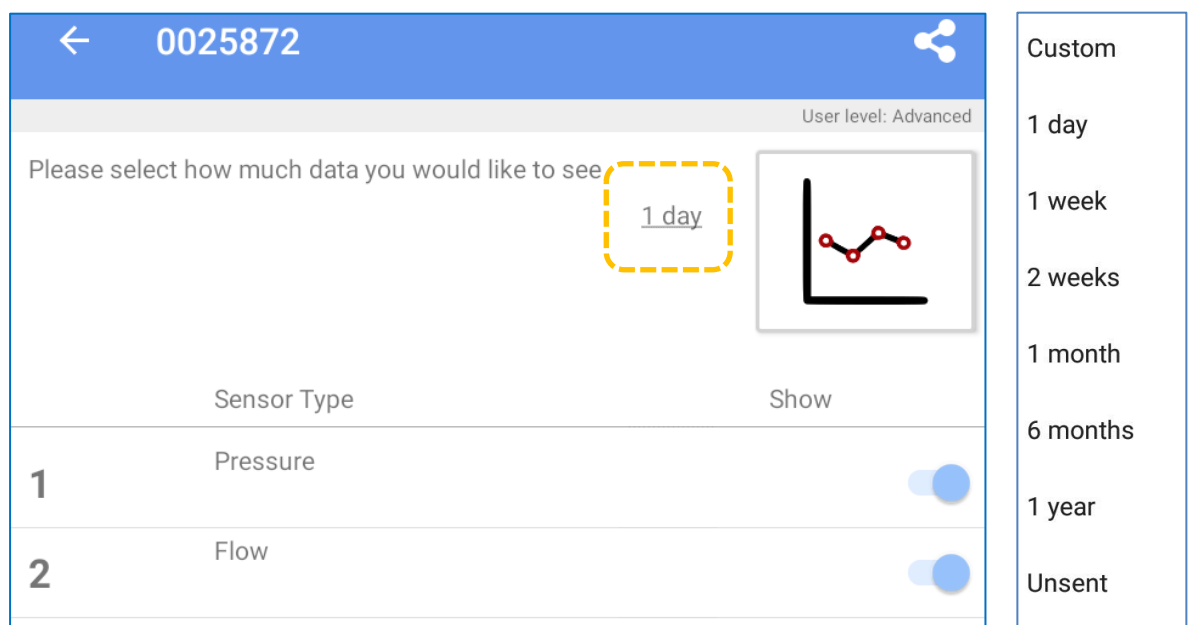 0025872
User level: Advanced
Please select how much data you would like to see
1 day
Sensor Type Show
1 Pressure
2 Flow
Custom
1 day
1 week
2 weeks
1 month
6 months
1 year
Unsent